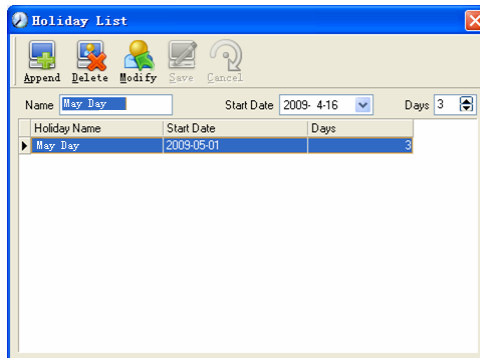 Holiday List
Append Delete Modify Save Cancel
Name May Day Start Date 2009- 4-16 Days 3
Holiday Name Start Date Days
May Day 2009-05-01 3